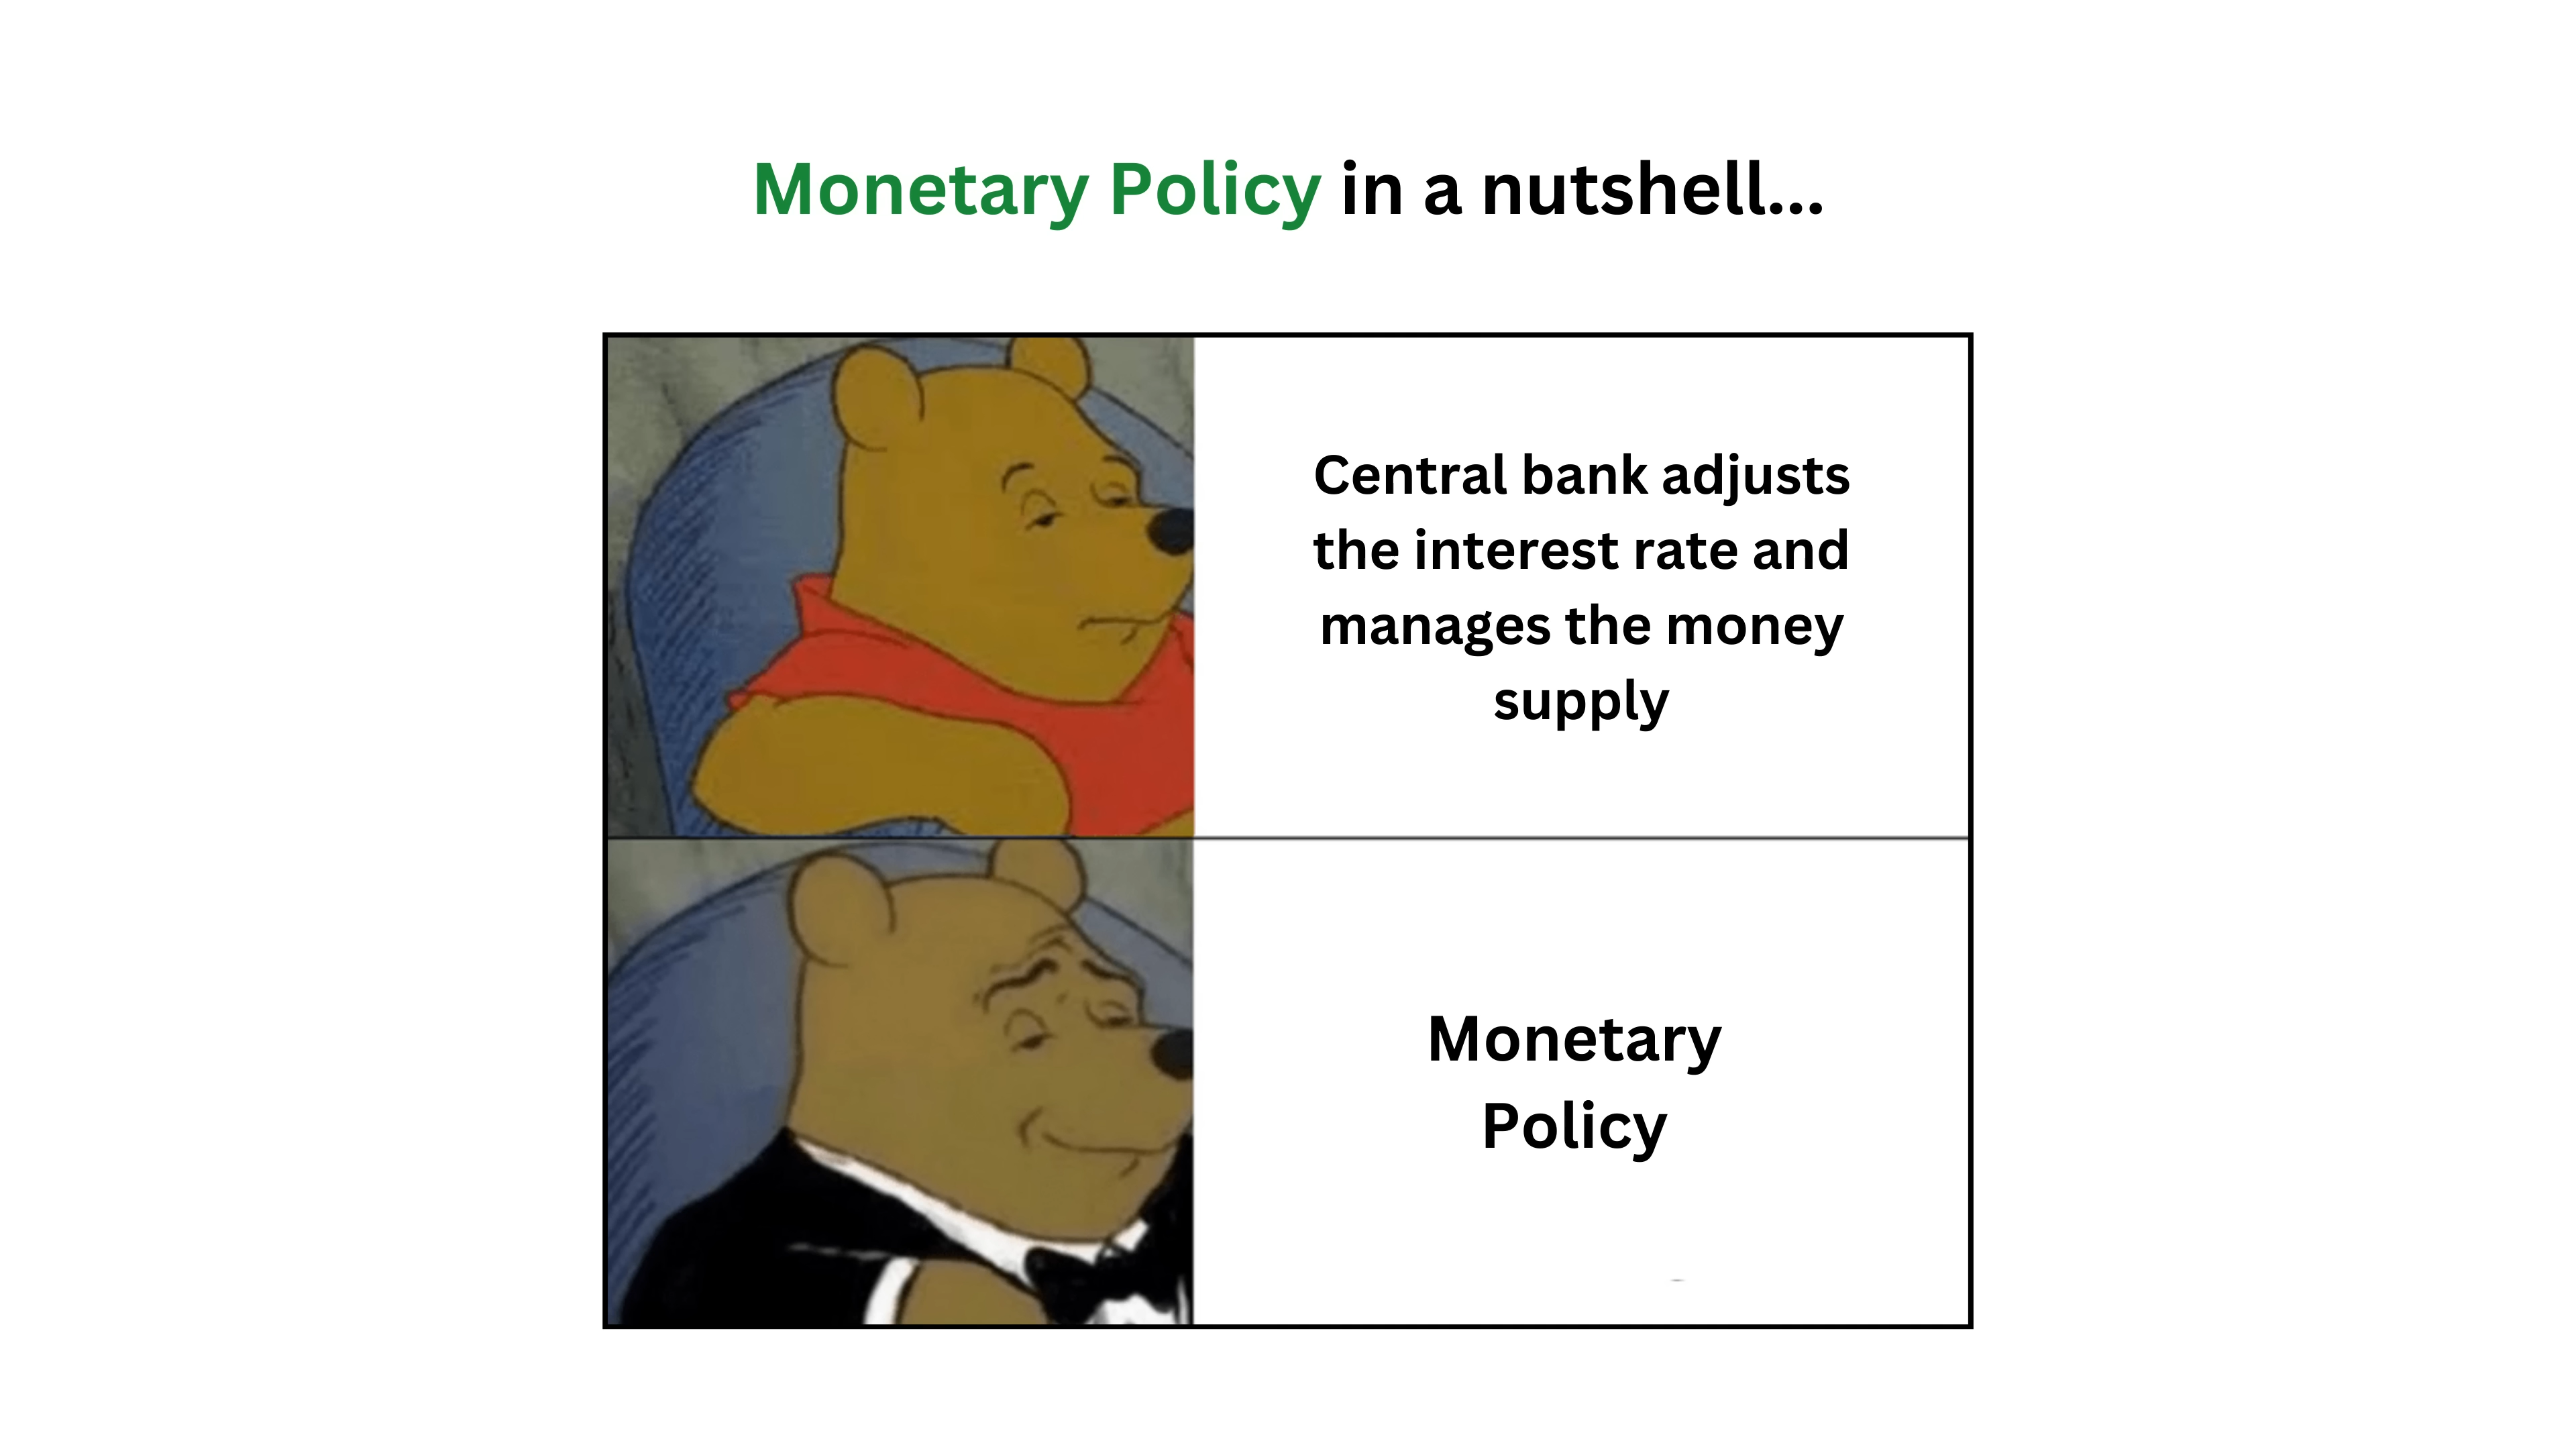 Monetary Policy in a nutshell...
Central bank adjusts
the interest rate and
manages the money
supply
Monetary
Policy